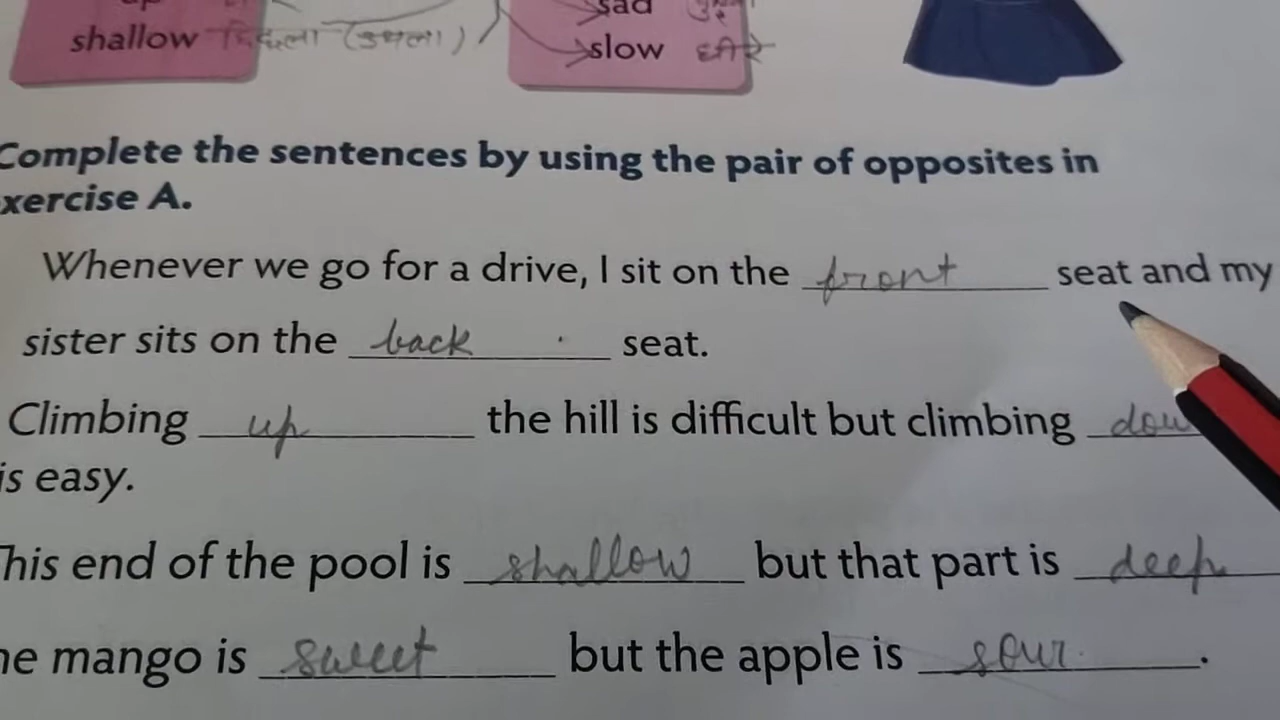 sad
shallow
slow धीरे
Complete the sentences by using the pair of opposites in
xercise A.
Whenever we go for a drive, I sit on the front seat and my
sister sits on the back seat.
Climbing up the hill is difficult but climbing dow
is easy.
This end of the pool is shallow but that part is deep
he mango is sweet but the apple is sour.